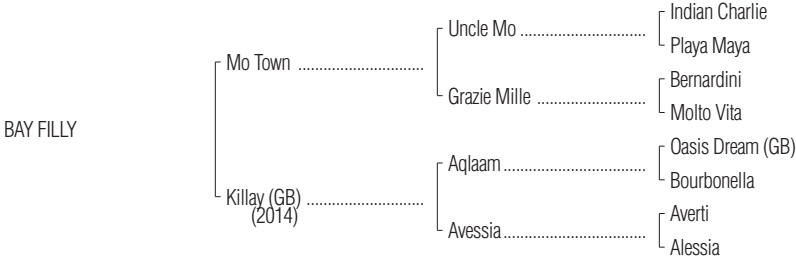 Indian Charlie
Uncle Mo ..............................
Playa Maya
Mo Town ..............................
Bernardini
Grazie Mille ..........................
Molto Vita
BAY FILLY
Oasis Dream (GB)
Aqlaam ..................................
Bourbonella
Killay (GB) ............................
(2014)
Averti
Avessia ..................................
Alessia